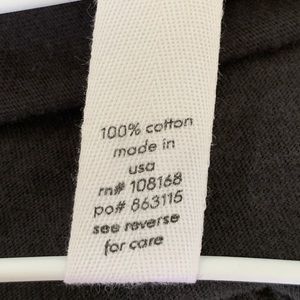 100% cotton
made in
usa
rn# 108168
po# 863115
see reverse
for care